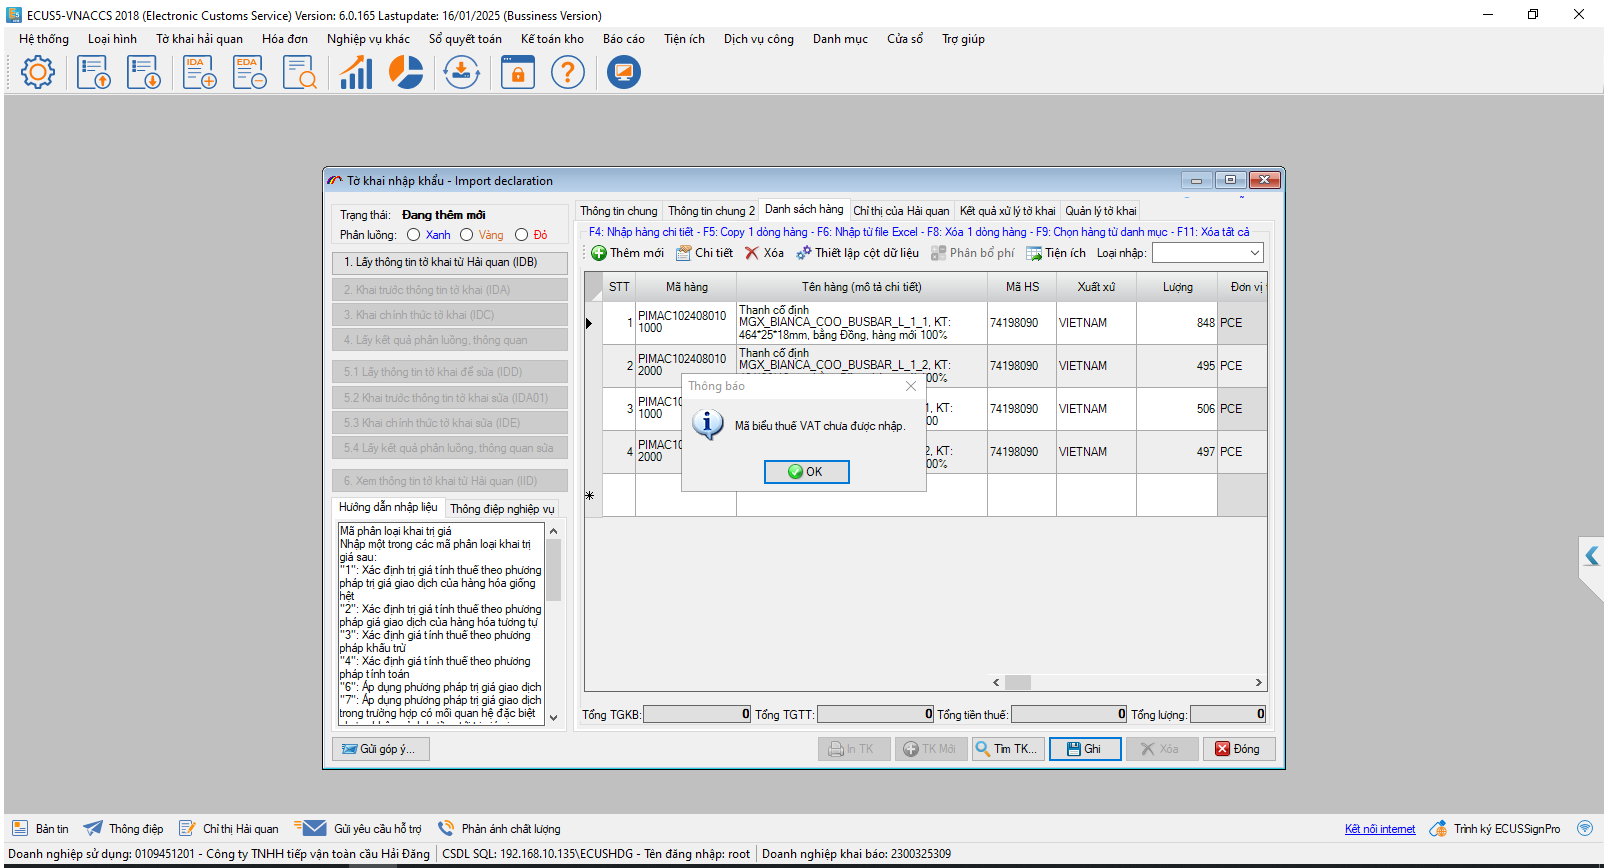 ECUS5-VNACCS 2018 (Electronic Customs Service) Version: 6.0.165 Lastupdate: 16/01/2025 (Bussiness Version)
Hệ thống Loại hình Tờ khai hải quan Hóa đơn Nghiệp vụ khác Sổ quyết toán Kế toán kho Báo cáo Tiện ích Dịch vụ công Danh mục Cửa sổ Trợ giúp
IDA EDA
Tờ khai nhập khẩu - Import declaration
Trạng thái: Đang thêm mới
Phân luồng: Xanh Vàng Đỏ
1. Lấy thông tin tờ khai từ Hải quan (IDB)
2. Khai trước thông tin tờ khai (IDA)
3. Khai chính thức tờ khai (IDC)
4. Lấy kết quả phân luồng, thông quan
5.1 Lấy thông tin tờ khai để sửa (IDD)
5.2 Khai trước thông tin tờ khai sửa (IDA01)
5.3 Khai chính thức tờ khai sửa (IDE)
5.4 Lấy kết quả phân luồng, thông quan sửa
6. Xem thông tin tờ khai từ Hải quan (IID)
Hướng dẫn nhập liệu Thông điệp nghiệp vụ
Mã phân loại khai trị giá
Nhập một trong các mã phân loại khai trị
giá sau:
"1": Xác định trị giá tính thuế theo phương
pháp trị giá giao dịch của hàng hóa giống
hệt
"2": Xác định giá tính thuế theo phương
pháp giá giao dịch của hàng hóa tương tự
"3": Xác định giá tính thuế theo phương
pháp khấu trừ
"4": Xác định giá tính thuế theo phương
pháp tính toán
"6": Áp dụng phương pháp trị giá giao dịch
"7": Áp dụng phương pháp trị giá giao dịch
trong trường hợp có mối quan hệ đặc biệt
Gửi góp ý...
Thông tin chung Thông tin chung 2 Danh sách hàng Chỉ thị của Hải quan Kết quả xử lý tờ khai Quản lý tờ khai
F4: Nhập hàng chi tiết - F5: Copy 1 dòng hàng - F6: Nhập từ file Excel - F8: Xóa 1 dòng hàng - F9: Chọn hàng từ danh mục - F11: Xóa tất cả
Thêm mới Chi tiết Xóa Thiết lập cột dữ liệu Phân bổ phí Tiện ích Loại nhập:
STT Mã hàng Tên hàng (mô tả chi tiết) Mã HS Xuất xứ Lượng Đơn vị
1 PIMAC102408010 1000 Thanh cố định MGX_BIANCA_COO_BUSBAR_L_1_1, KT: 464*25*18mm, bằng Đồng, hàng mới 100% 74198090 VIETNAM 848 PCE
2 PIMAC102408010 2000 Thanh cố định MGX_BIANCA_COO_BUSBAR_L_1_2, KT: 00% 74198090 VIETNAM 495 PCE
3 PIMAC10 1000 1, KT: 00 74198090 VIETNAM 506 PCE
4 PIMAC10 2000 2, KT: 00% 74198090 VIETNAM 497 PCE
Thông báo
Mã biểu thuế VAT chưa được nhập.
OK
Tổng TGKB: 0 Tổng TGTT: 0 Tổng tiền thuế: 0 Tổng lượng: 0
In TK TK Mới Tìm TK... Ghi Xóa Đóng
Bản tin Thông điệp Chỉ thị Hải quan Gửi yêu cầu hỗ trợ Phản ánh chất lượng Kết nối internet Trình ký ECUSSignPro
Doanh nghiệp sử dụng: 0109451201 - Công ty TNHH tiếp vận toàn cầu Hải Đăng CSDL SQL: 192.168.10.135\ECUSHDG - Tên đăng nhập: root Doanh nghiệp khai báo: 2300325309